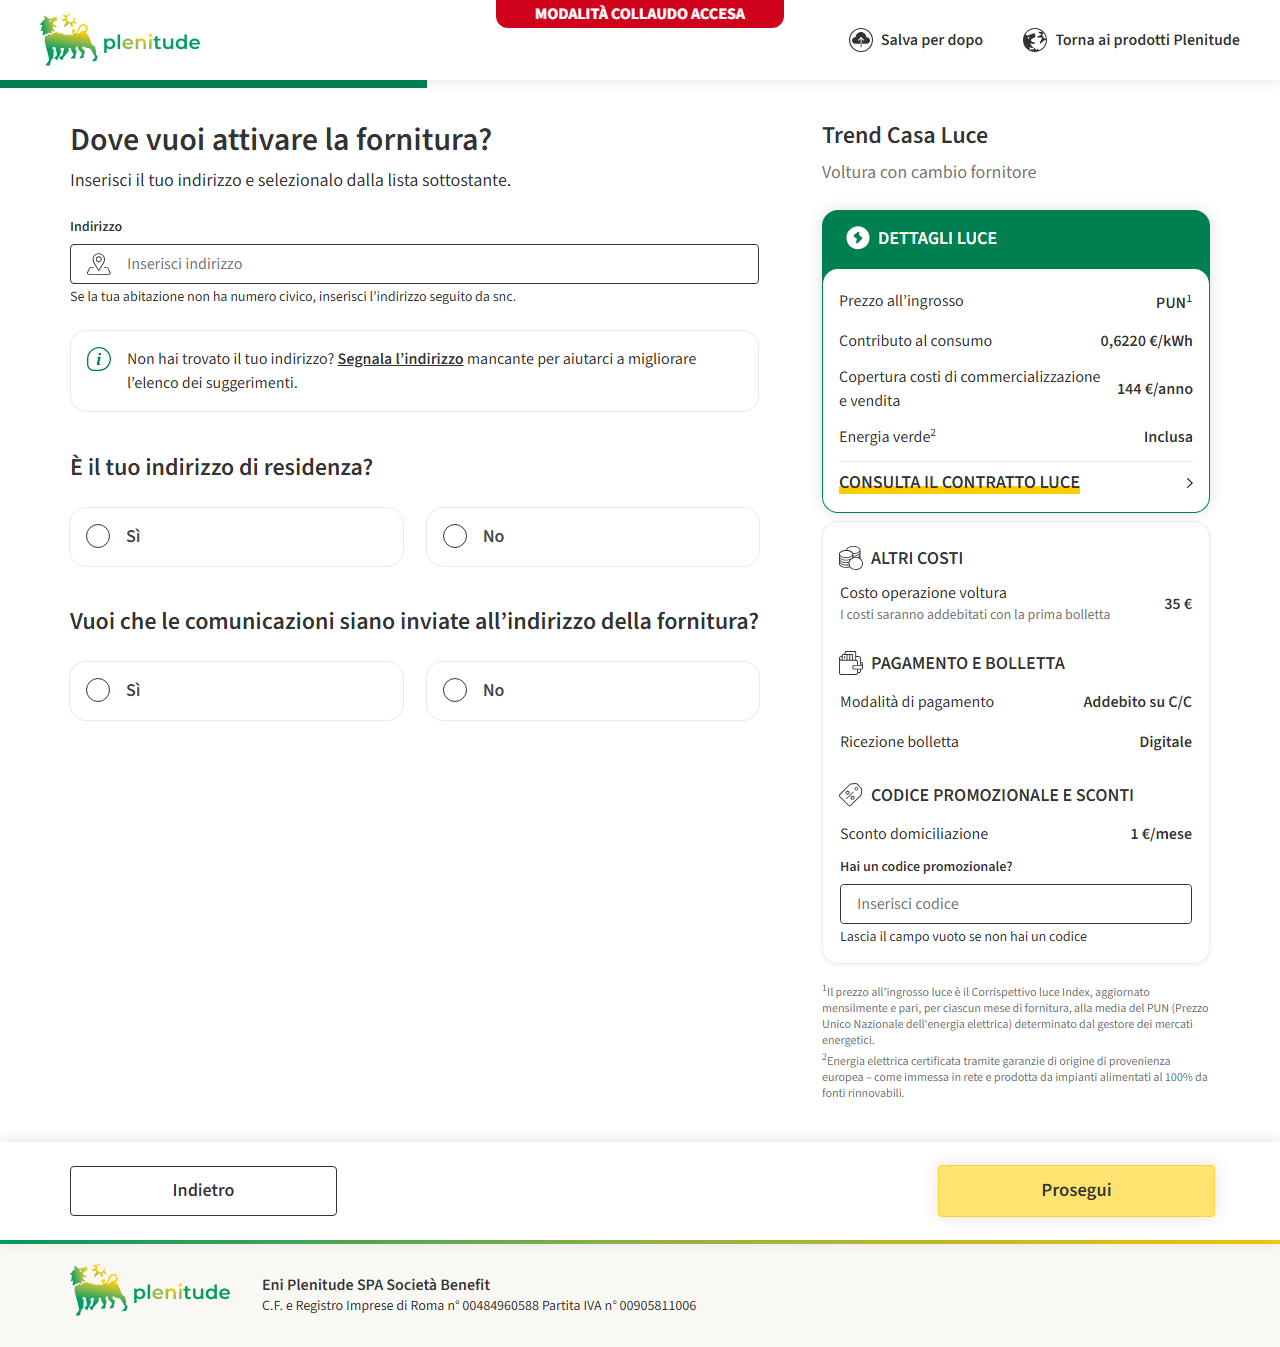 MODALITÀ COLLAUDO ACCESA
plenitude
Salva per dopo
Torna ai prodotti Plenitude
Dove vuoi attivare la fornitura?
Inserisci il tuo indirizzo e selezionalo dalla lista sottostante.
Indirizzo
Inserisci indirizzo
Se la tua abitazione non ha numero civico, inserisci l’indirizzo seguito da snc.
Non hai trovato il tuo indirizzo? Segnala l’indirizzo mancante per aiutarci a migliorare
l’elenco dei suggerimenti.
È il tuo indirizzo di residenza?
Sì
No
Vuoi che le comunicazioni siano inviate all’indirizzo della fornitura?
Sì
No
Trend Casa Luce
Voltura con cambio fornitore
DETTAGLI LUCE
Prezzo all’ingrosso PUN¹
Contributo al consumo 0,6220 €/kWh
Copertura costi di commercializzazione
e vendita 144 €/anno
Energia verde² Inclusa
CONSULTA IL CONTRATTO LUCE
ALTRI COSTI
Costo operazione voltura
I costi saranno addebitati con la prima bolletta
35 €
PAGAMENTO E BOLLETTA
Modalità di pagamento Addebito su C/C
Ricezione bolletta Digitale
CODICE PROMOZIONALE E SCONTI
Sconto domiciliazione 1 €/mese
Hai un codice promozionale?
Inserisci codice
Lascia il campo vuoto se non hai un codice
¹Il prezzo all’ingrosso luce è il Corrispettivo luce Index, aggiornato
mensilmente e pari, per ciascun mese di fornitura, alla media del PUN (Prezzo
Unico Nazionale dell'energia elettrica) determinato dal gestore dei mercati
energetici.
²Energia elettrica certificata tramite garanzie di origine di provenienza
europea – come immessa in rete e prodotta da impianti alimentati al 100% da
fonti rinnovabili.
Indietro
Prosegui
plenitude
Eni Plenitude SPA Società Benefit
C.F. e Registro Imprese di Roma n° 00484960588 Partita IVA n° 00905811006